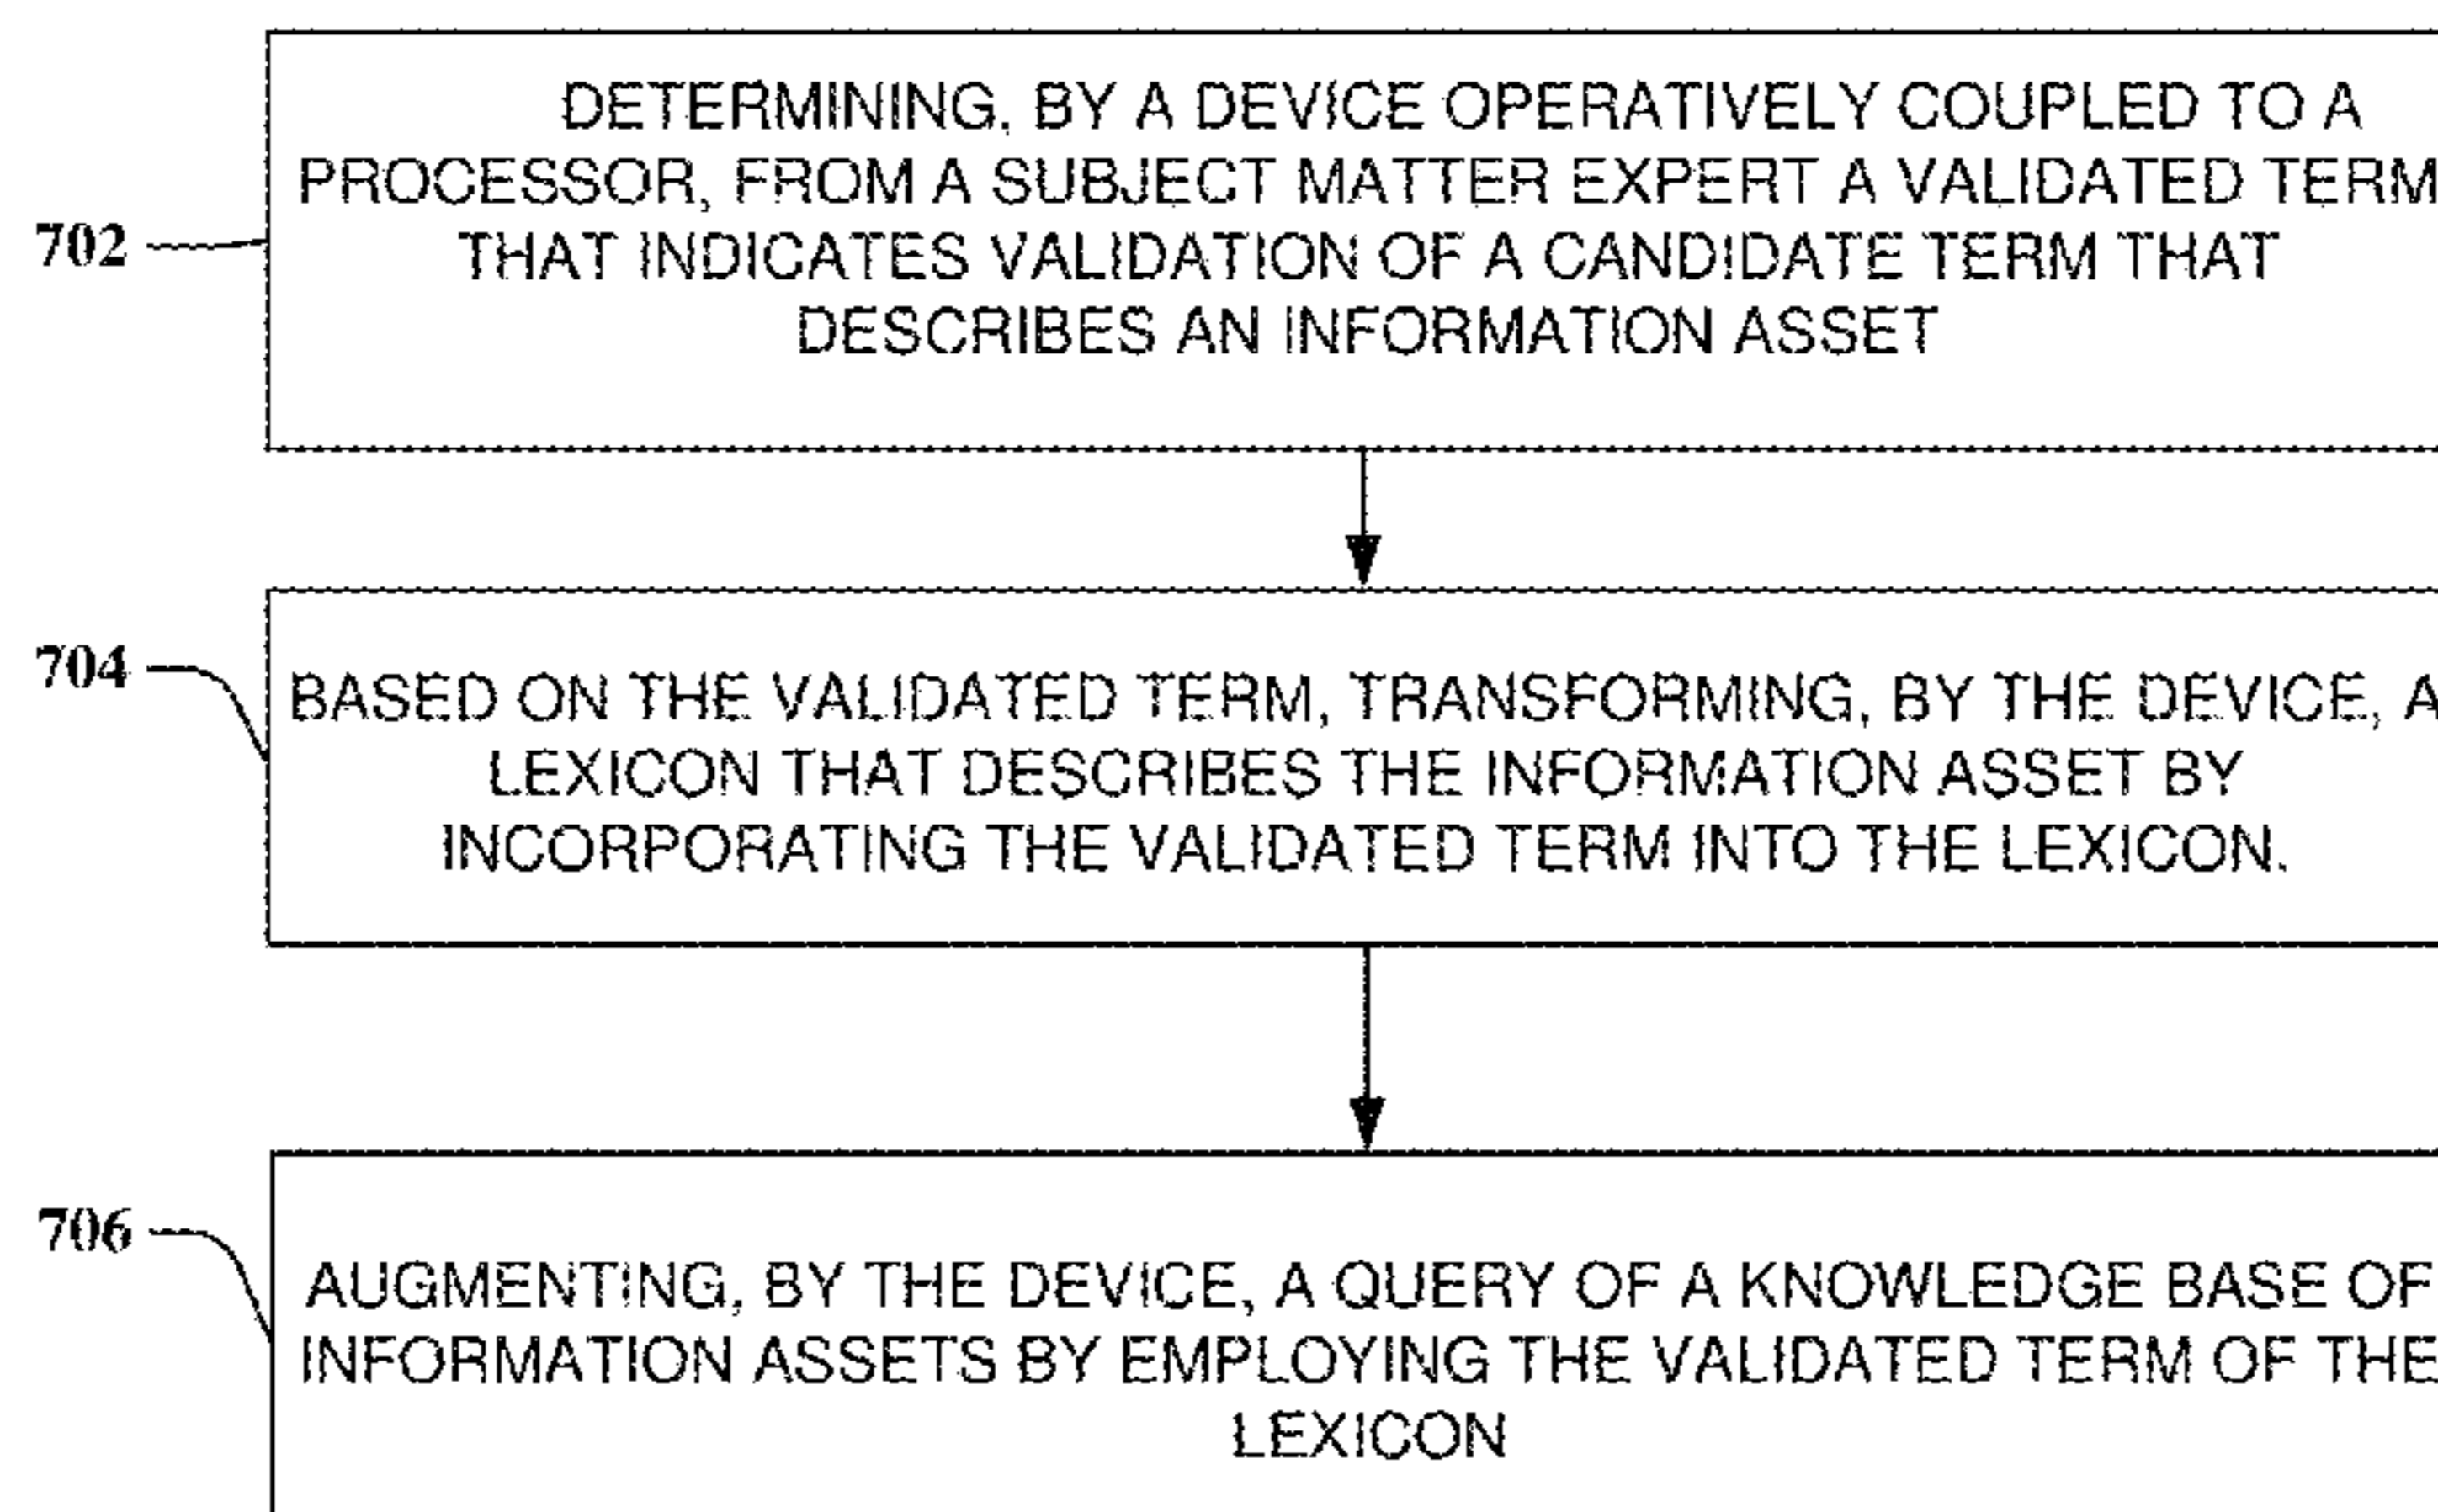 DETERMINING, BY A DEVICE OPERATIVELY COUPLED TO A
PROCESSOR, FROM A SUBJECT MATTER EXPERT A VALIDATED TERM
702
THAT INDICATES VALIDATION OF A CANDIDATE TERM THAT
DESCRIBES AN INFORMATION ASSET
704
BASED ON THE VALIDATED TERM, TRANSFORMING, BY THE DEVICE, A
LEXICON THAT DESCRIBES THE INFORMATION ASSET BY
INCORPORATING THE VALIDATED TERM INTO THE LEXICON.
706
AUGMENTING, BY THE DEVICE, A QUERY OF A KNOWLEDGE BASE OF
INFORMATION ASSETS BY EMPLOYING THE VALIDATED TERM OF THE
LEXICON